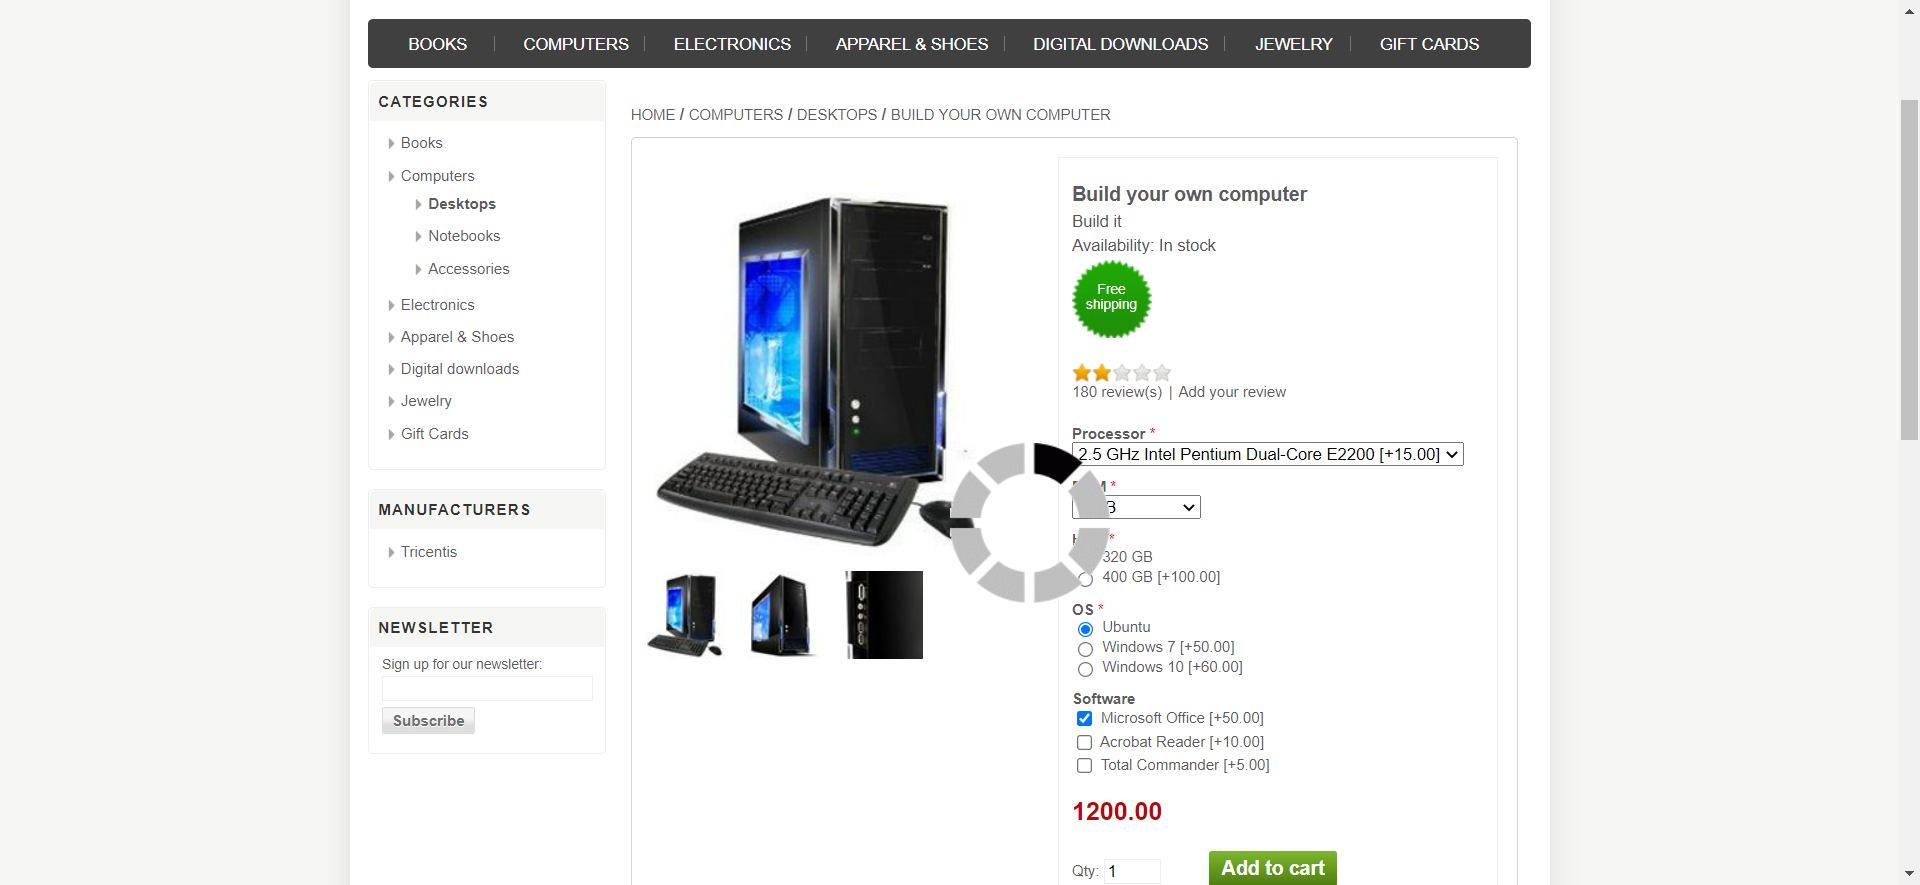 BOOKS COMPUTERS ELECTRONICS APPAREL & SHOES DIGITAL DOWNLOADS JEWELRY GIFT CARDS
CATEGORIES
Books
Computers
Desktops
Notebooks
Accessories
Electronics
Apparel & Shoes
Digital downloads
Jewelry
Gift Cards
MANUFACTURERS
Tricentis
NEWSLETTER
Sign up for our newsletter:
Subscribe
HOME / COMPUTERS / DESKTOPS / BUILD YOUR OWN COMPUTER
Build your own computer
Build it
Availability: In stock
Free
shipping
180 review(s) | Add your review
Processor *
2.5 GHz Intel Pentium Dual-Core E2200 [+15.00]
320 GB
400 GB [+100.00]
OS *
Ubuntu
Windows 7 [+50.00]
Windows 10 [+60.00]
Software
Microsoft Office [+50.00]
Acrobat Reader [+10.00]
Total Commander [+5.00]
1200.00
Qty: 1 Add to cart